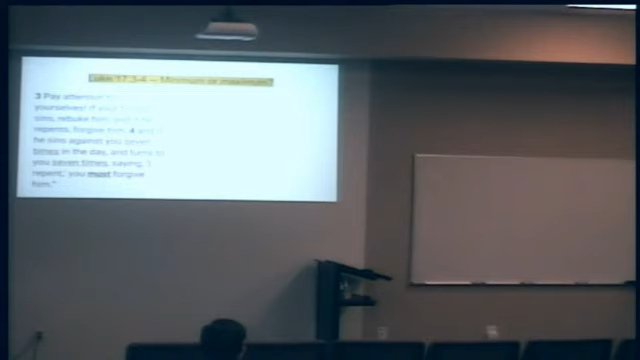 Luke 17.3-4 – Minimum or maximum?
3 Pay attention to
yourselves! If your
sins, rebuke him, and if he
repents, forgive him, 4 and if
he sins against you seven
times in the day, and turns to
you seven times, saying, 'I
repent,' you must forgive
him."